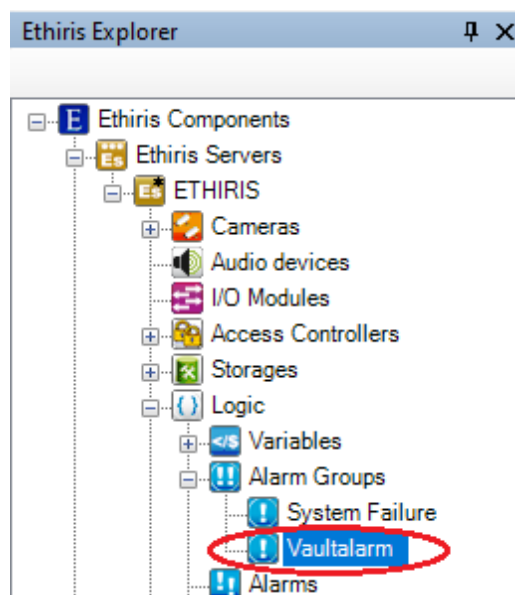 Ethiris Explorer
Ethiris Components
Ethiris Servers
ETHIRIS
Cameras
Audio devices
I/O Modules
Access Controllers
Storages
Logic
Variables
Alarm Groups
System Failure
Vaultalarm
Alarms